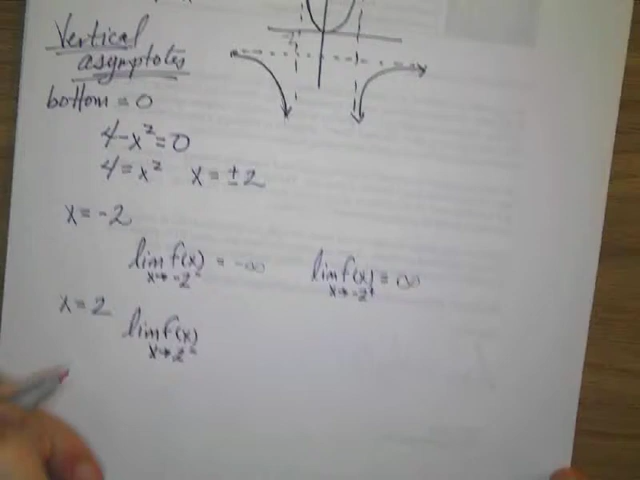 Vertical
asymptotes
bottom = 0
4-x²=0
4=x² x=±2
x=-2
lim f(x) = -∞ lim f(x) = ∞
x→-2⁻ x→-2⁺
x=2 lim f(x)
x→2⁻